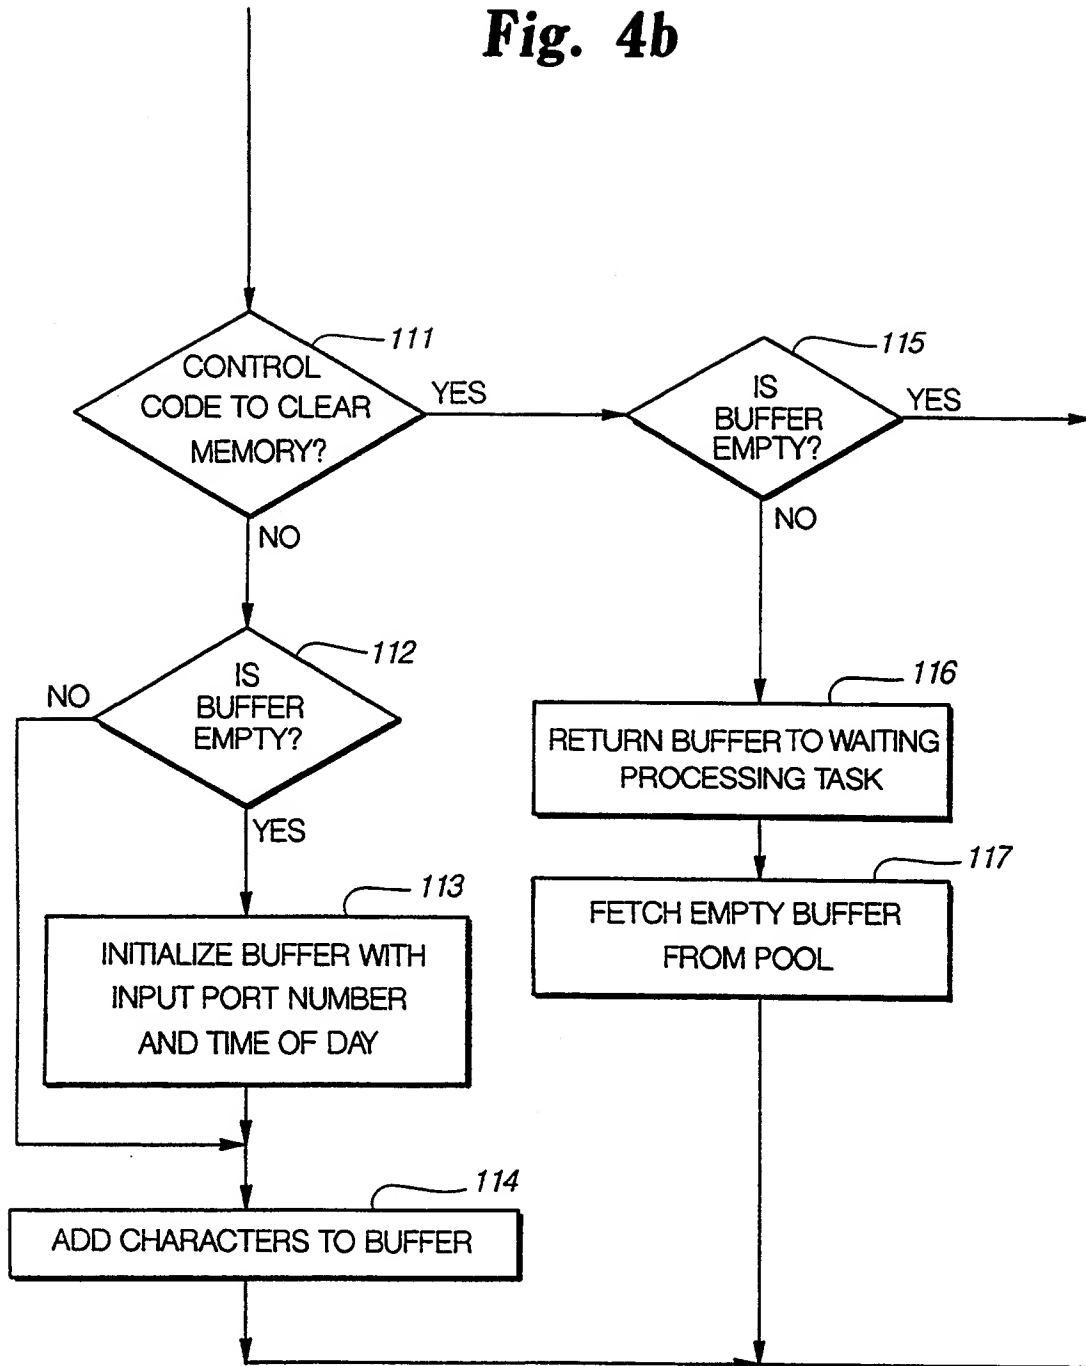 Fig. 4b
111
CONTROL
CODE TO CLEAR
MEMORY?
YES
NO
115
IS
BUFFER
EMPTY?
YES
NO
112
IS
BUFFER
EMPTY?
NO
YES
116
RETURN BUFFER TO WAITING
PROCESSING TASK
113
INITIALIZE BUFFER WITH
INPUT PORT NUMBER
AND TIME OF DAY
117
FETCH EMPTY BUFFER
FROM POOL
114
ADD CHARACTERS TO BUFFER